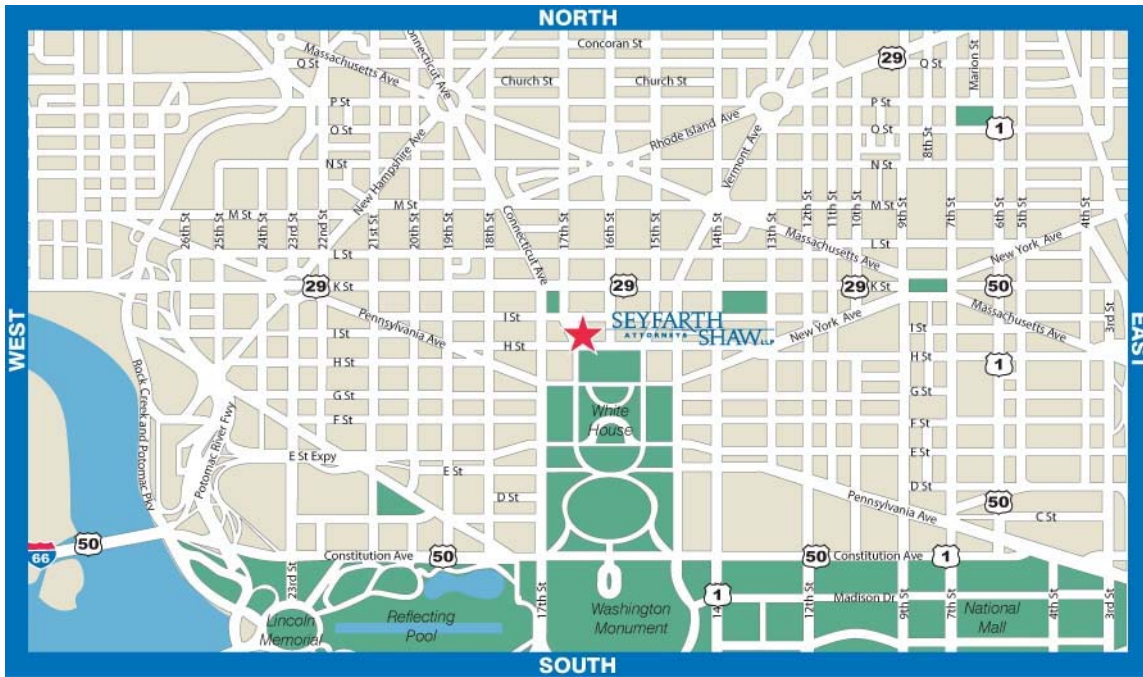 NORTH
Concoran St
Massachusetts Ave
Connecticut Ave
Q St
29
Q St
Marion St
Church St
Church St
P St
P St
O St
Rhode Island Ave
O St
1
8th St
Vermont Ave
N St
N St
New Hampshire Ave
M St
M St
M St
26th St
25th St
24th St
23rd St
22nd St
21st St
20th St
19th St
18th St
Connecticut Ave
17th St
16th St
15th St
14th St
13th St
12th St
11th St
10th St
9th St
7th St
6th St
5th St
4th St
L St
Massachusetts Ave
L St
New York Ave
29
K St
29
29
K St
50
Pennsylvania Ave
I St
I St
SEYFARTH
ATTORNEYS
SHAW LLP
New York Ave
I St
Massachusetts Ave
3rd St
WEST
EAST
H St
H St
H St
1
Rock Creek and Potomac Pky
Potomac River Fwy
G St
G St
F St
White
House
F St
E St Expy
E St
E St
D St
D St
Pennsylvania Ave
50
C St
66
50
Constitution Ave
50
50
Constitution Ave
1
23rd St
17th St
1
14
12th St
Madison Dr
9th St
7th St
4th St
3rd St
Lincoln
Memorial
Reflecting
Pool
Washington
Monument
National
Mall
SOUTH